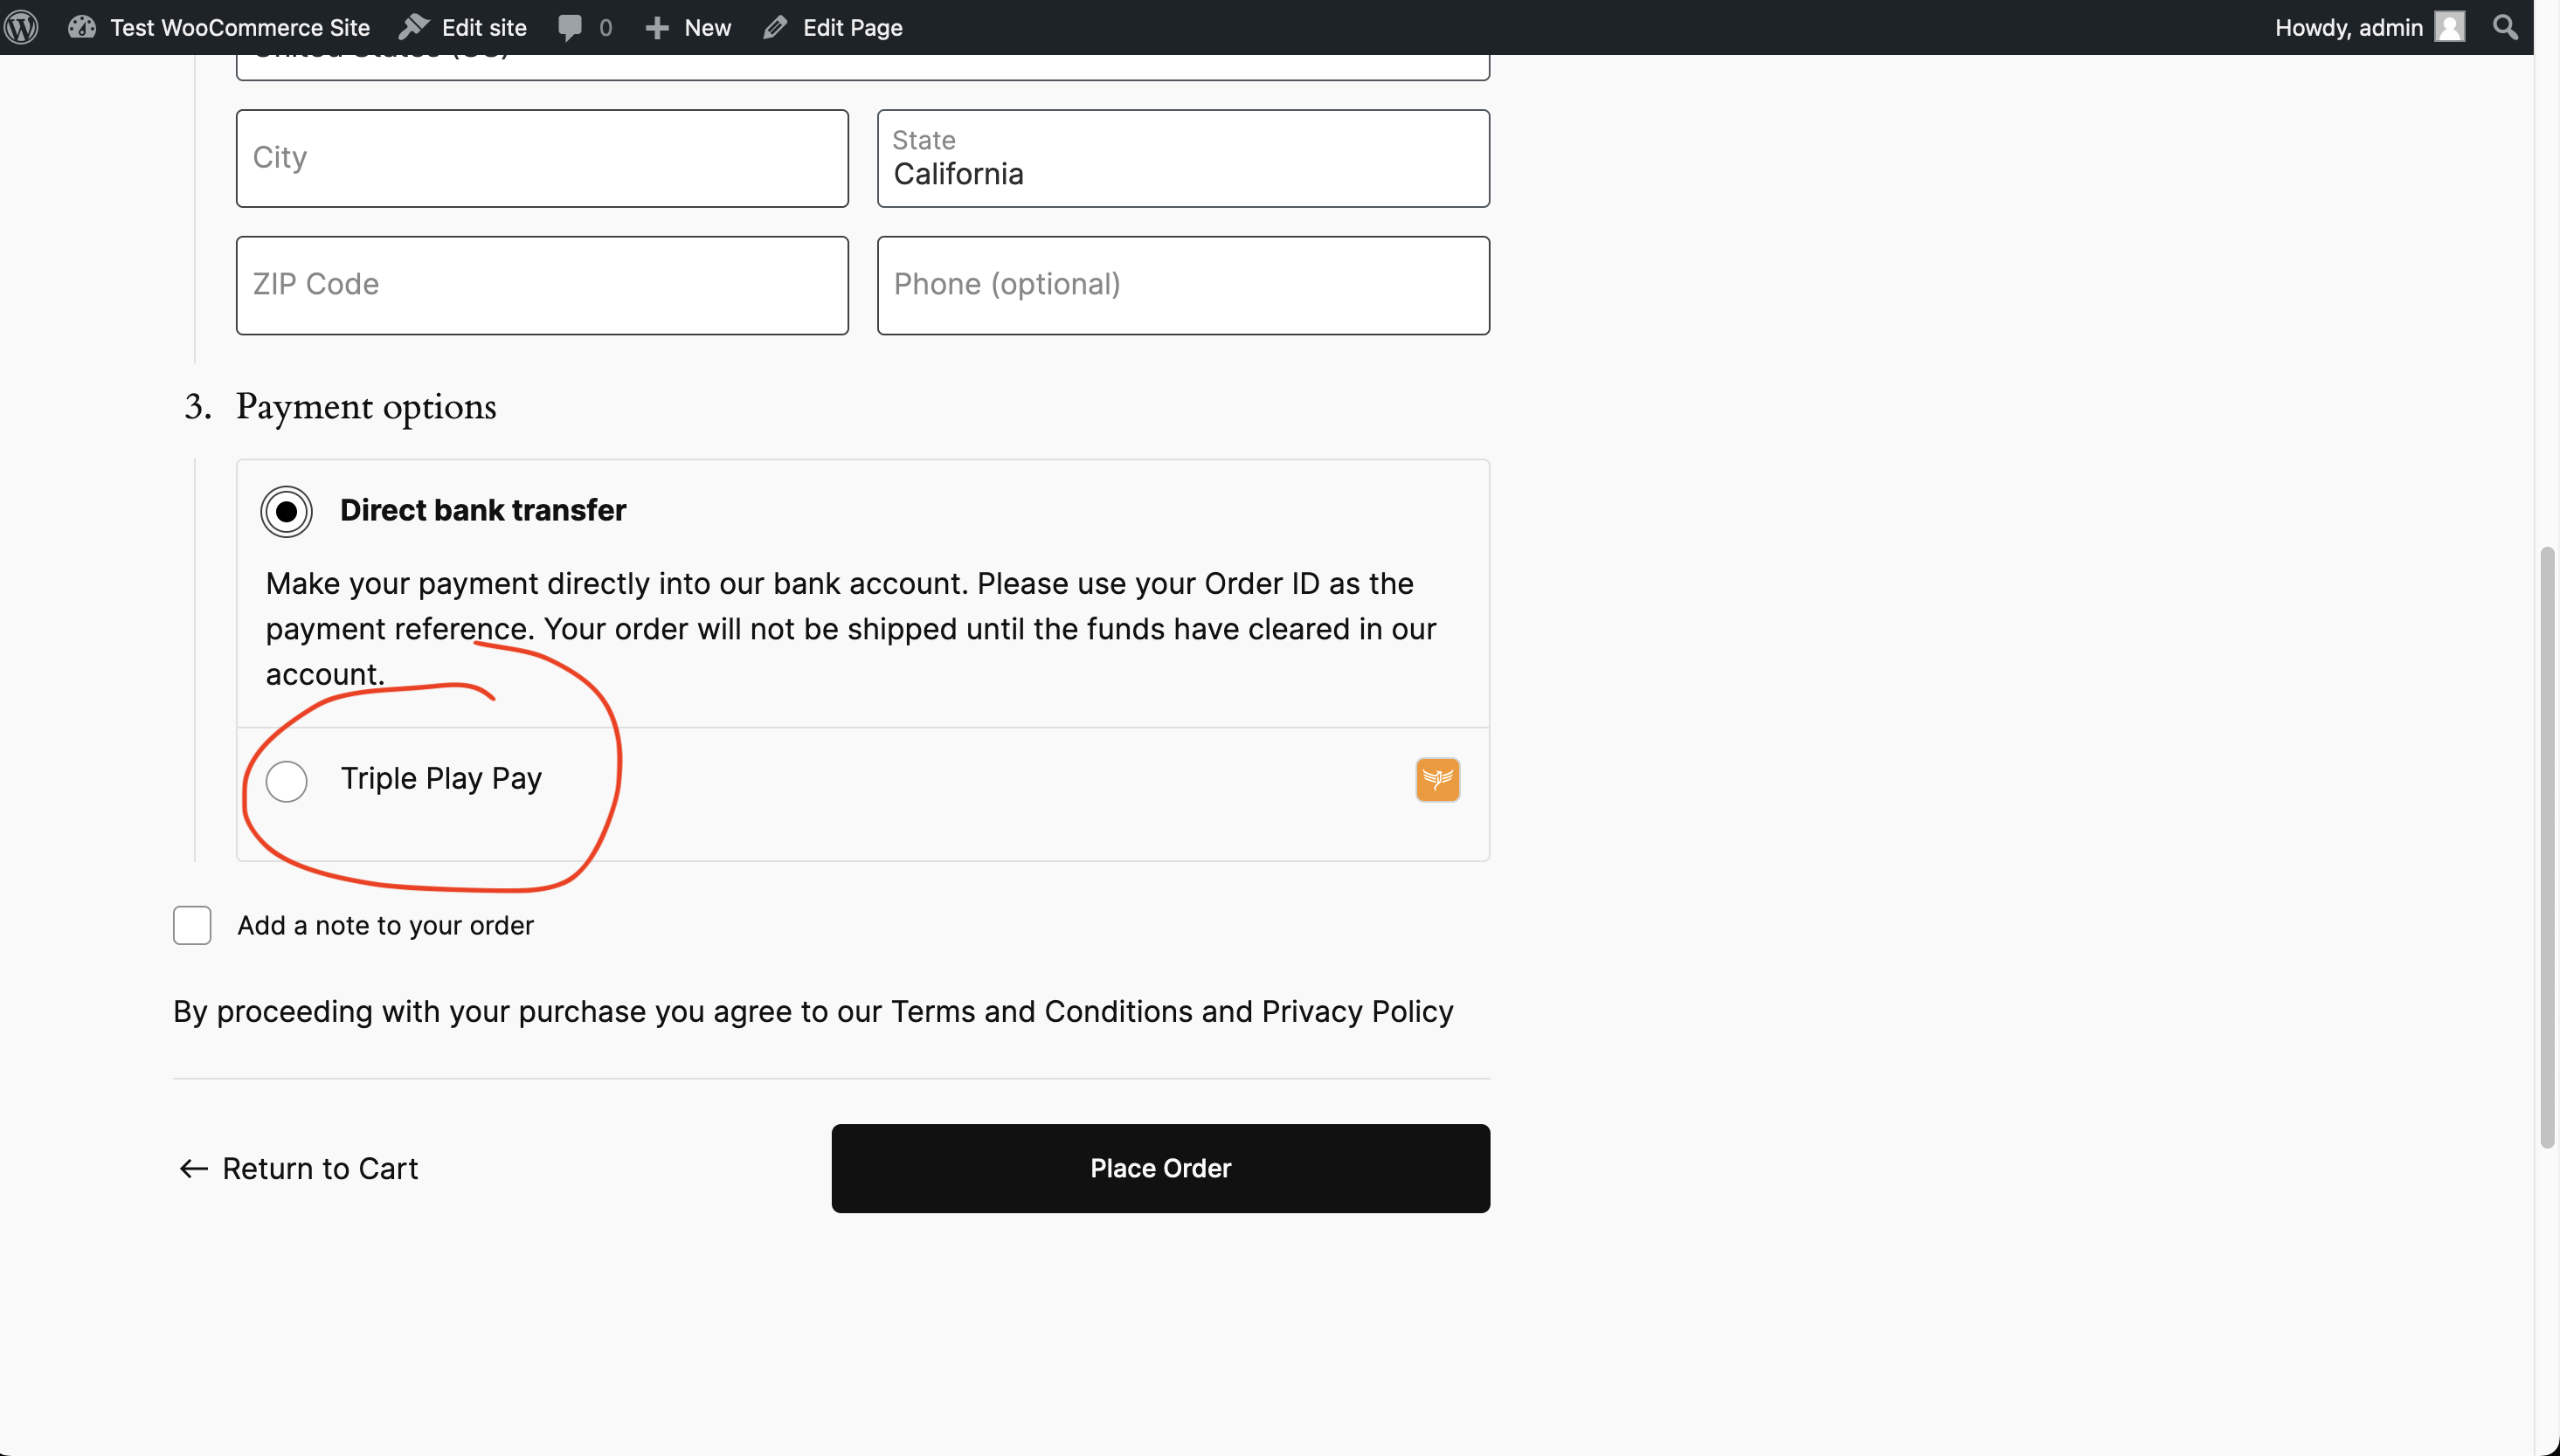 Test WooCommerce Site Edit site 0 New Edit Page Howdy, admin
United States (US)
City
State
California
ZIP Code
Phone (optional)
3. Payment options
Direct bank transfer
Make your payment directly into our bank account. Please use your Order ID as the
payment reference. Your order will not be shipped until the funds have cleared in our
account.
Triple Play Pay
Add a note to your order
By proceeding with your purchase you agree to our Terms and Conditions and Privacy Policy
← Return to Cart
Place Order